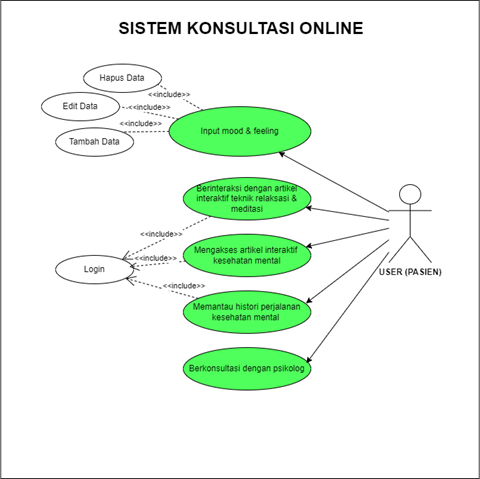 SISTEM KONSULTASI ONLINE
Hapus Data
<<include>>
Edit Data
<<include>>
<<include>>
Tambah Data
Input mood & feeling
Berinteraksi dengan artikel
interaktif teknik relaksasi &
meditasi
<<include>>
Mengakses artikel interaktif
kesehatan mental
<<include>>
Login
USER (PASIEN)
<<include>>
Memantau histori perjalanan
kesehatan mental
Berkonsultasi dengan psikolog